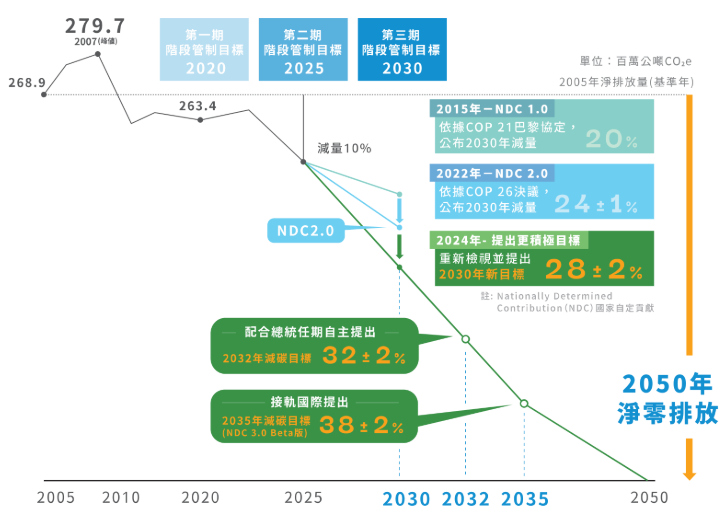 279.7
2007(峰值)
268.9
263.4
第一期
階段管制目標
2020
第二期
階段管制目標
2025
第三期
階段管制目標
2030
單位：百萬公噸CO₂e
2005年淨排放量(基準年)
減量10%
2015年－NDC 1.0
依據COP 21巴黎協定，
公布2030年減量
20%
2022年－NDC 2.0
依據COP 26決議，
公布2030年減量
24±1%
NDC2.0
2024年- 提出更積極目標
重新檢視並提出
2030年新目標
28±2%
註: Nationally Determined
Contribution (NDC) 國家自定貢獻
配合總統任期自主提出
2032年減碳目標 32±2%
接軌國際提出
2035年減碳目標
(NDC 3.0 Beta版)
38±2%
2050年
淨零排放
2005 2010 2020 2025 2030 2032 2035 2050